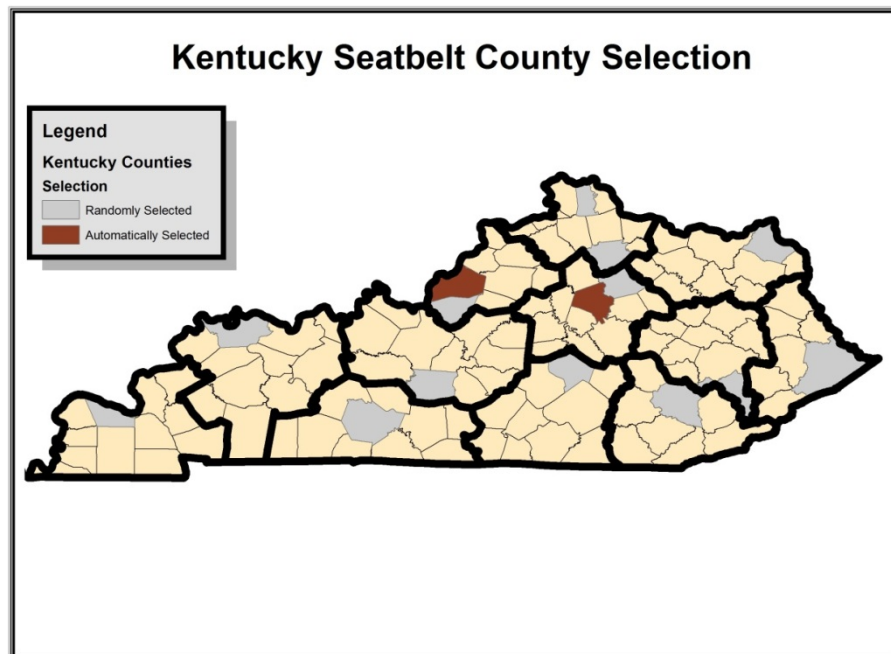 Kentucky Seatbelt County Selection
Legend
Kentucky Counties
Selection
Randomly Selected
Automatically Selected